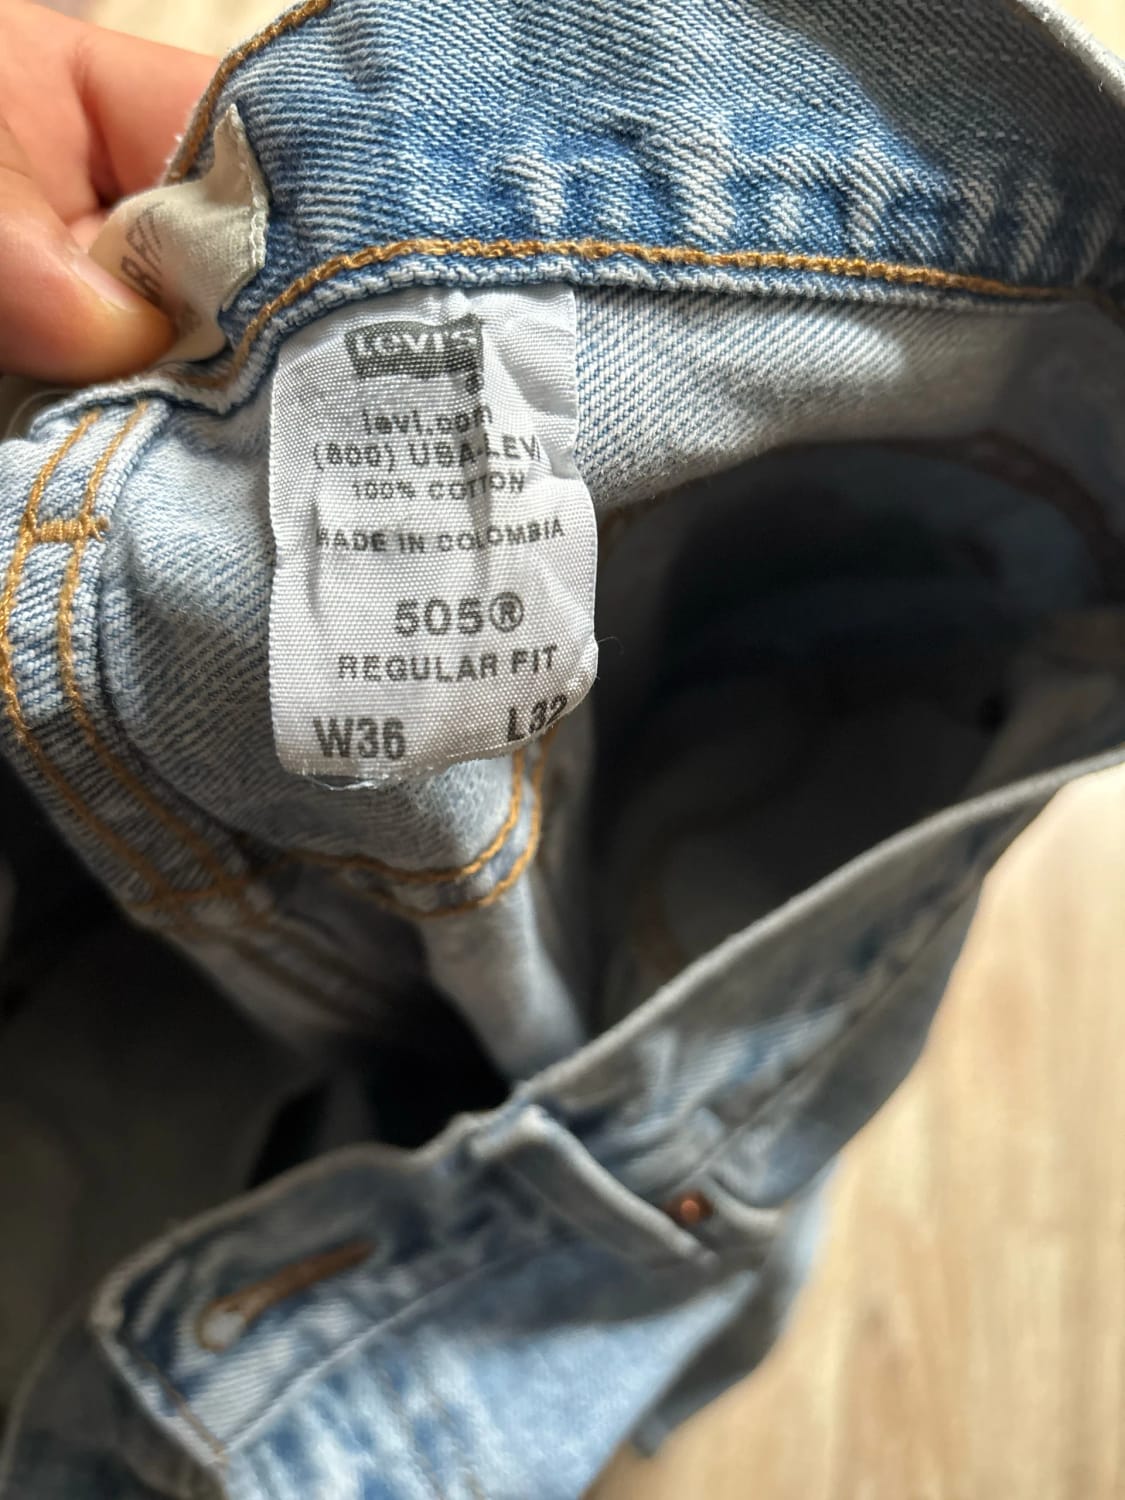 LEVI'S
levi.com
(800) USA-LEVI
100% COTTON
MADE IN COLOMBIA
505®
REGULAR FIT
W36 L32